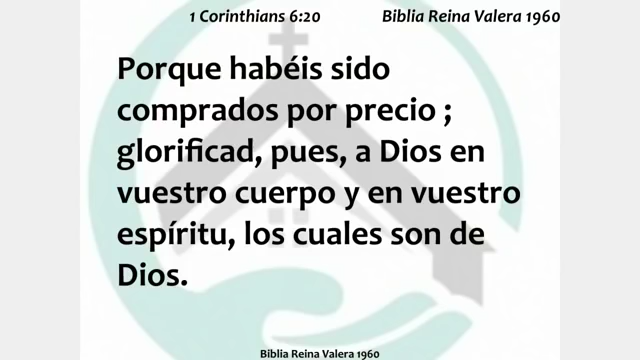 1 Corinthians 6:20 Biblia Reina Valera 1960
Porque habéis sido
comprados por precio ;
glorificad, pues, a Dios en
vuestro cuerpo y en vuestro
espíritu, los cuales son de
Dios.
Biblia Reina Valera 1960